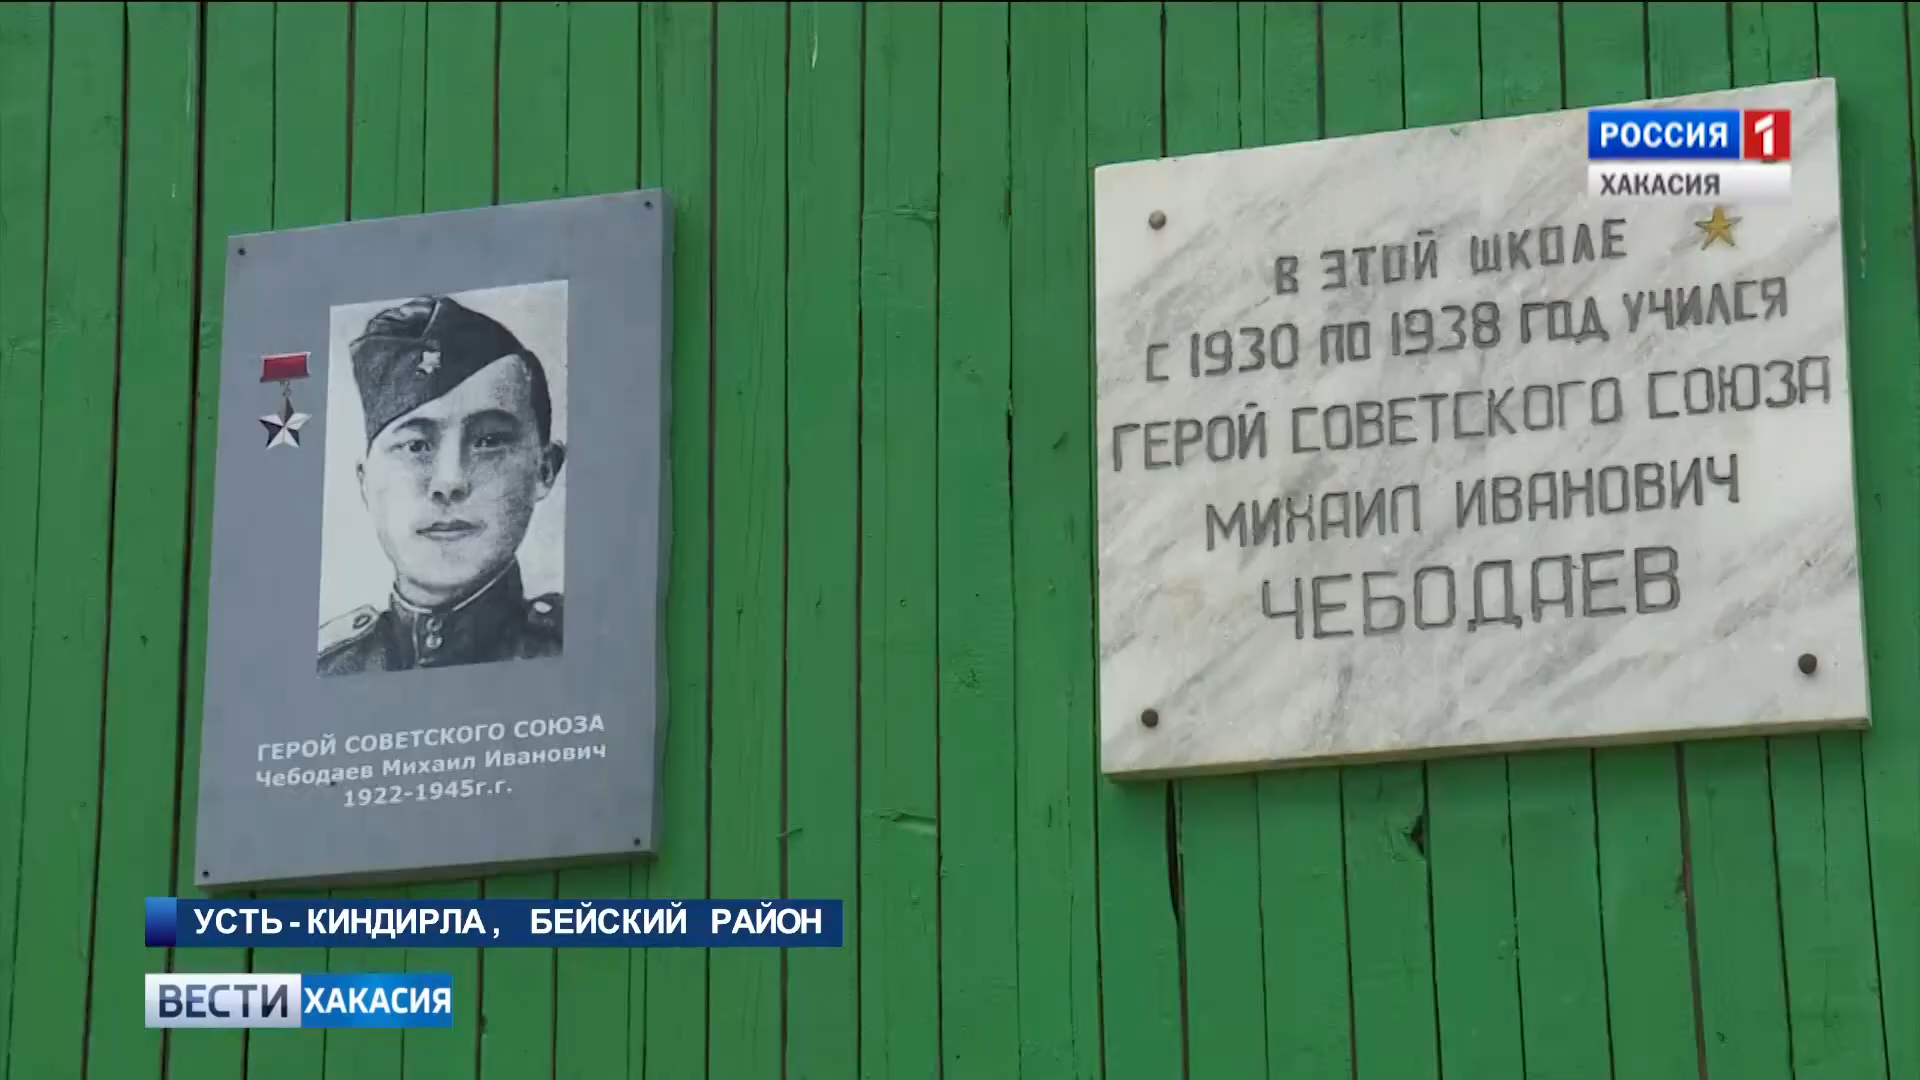 РОССИЯ 1
ХАКАСИЯ
В ЭТОЙ ШКОЛЕ
С 1930 ПО 1938 ГОД УЧИЛСЯ
ГЕРОЙ СОВЕТСКОГО СОЮЗА
МИХАИЛ ИВАНОВИЧ
ЧЕБОДАЕВ
ГЕРОЙ СОВЕТСКОГО СОЮЗА
Чебодаев Михаил Иванович
1922-1945г.г.
УСТЬ-КИНДИРЛА, БЕЙСКИЙ РАЙОН
ВЕСТИ ХАКАСИЯ